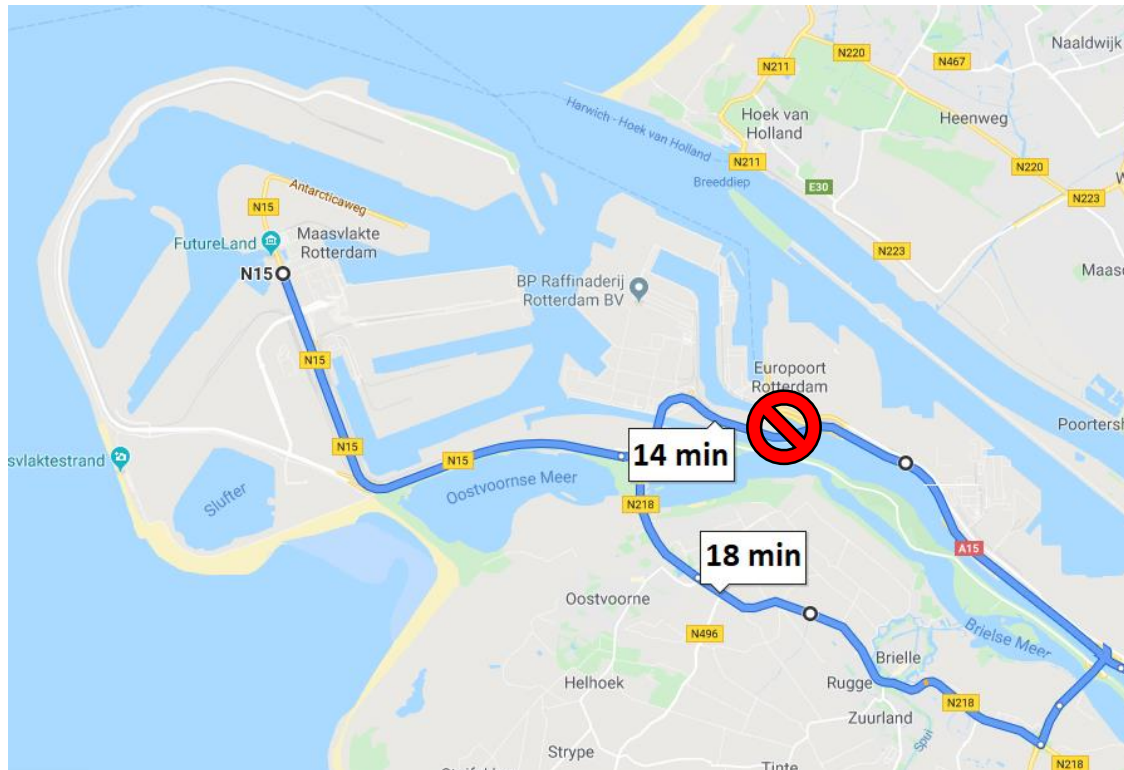 Naaldwijk
N220
N467
N211
Hoek van
Holland
Heenweg
Harwich - Hoek van Holland
N211
N220
Breeddiep
E30
N223
N15
Antarcticaweg
N223
FutureLand
Maasvlakte
Rotterdam
N15
BP Raffinaderij
Rotterdam BV
Maas
N15
Europoort
Rotterdam
Poortersh
N15
N15
14 min
svlaktestrand
Slufter
Oostvoornse Meer
N218
18 min
A15
Oostvoorne
N496
Brielse Meer
Brielle
Helhoek
Rugge
N218
Zuurland
Spui
Strype
N218
Tinte